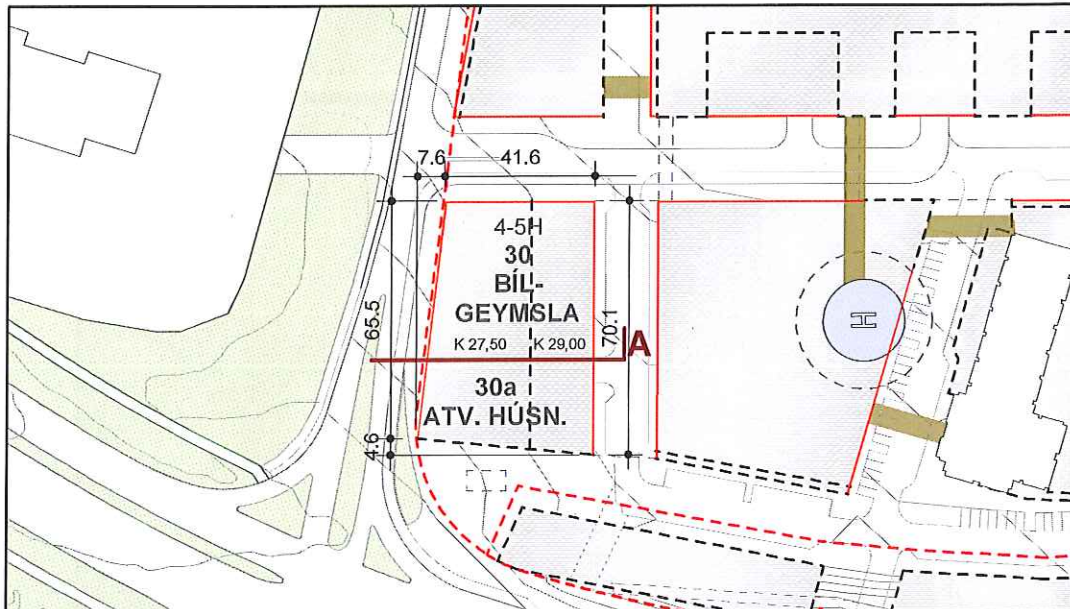 7.6 41.6
4-5H
30
BÍL-
GEYMSLA
K 27,50 K 29,00
A
65.5
70.1
30a
ATV. HÚSN.
4.6
H